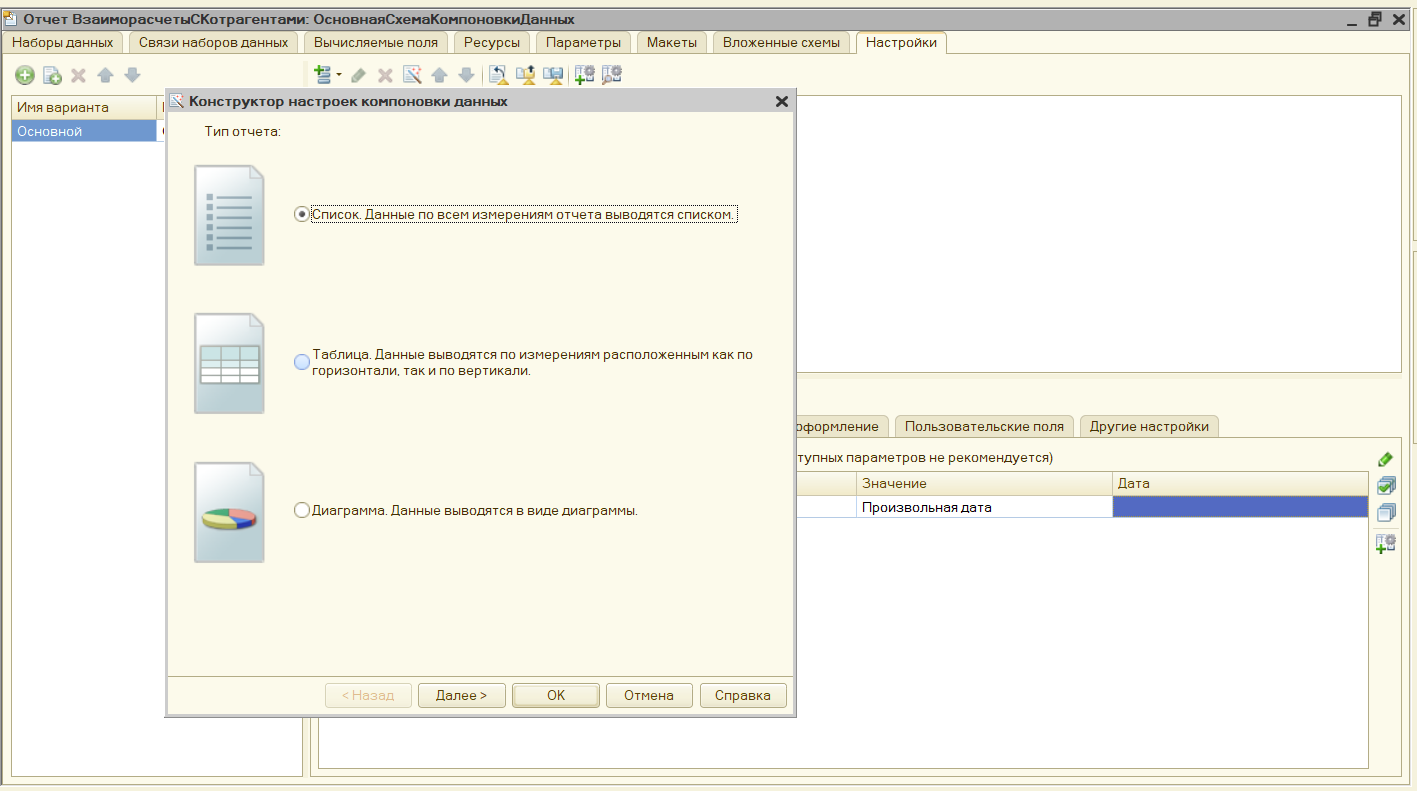 Отчет ВзаиморасчетыСКотрагентами: ОсновнаяСхемаКомпоновкиДанных
Наборы данных Связи наборов данных Вычисляемые поля Ресурсы Параметры Макеты Вложенные схемы Настройки
Имя варианта
Основной
Конструктор настроек компоновки данных
Тип отчета:
Список. Данные по всем измерениям отчета выводятся списком.
Таблица. Данные выводятся по измерениям расположенным как по
горизонтали, так и по вертикали.
Диаграмма. Данные выводятся в виде диаграммы.
< Назад Далее > OK Отмена Справка
оформление Пользовательские поля Другие настройки
тупных параметров не рекомендуется)
Значение Дата
Произвольная дата